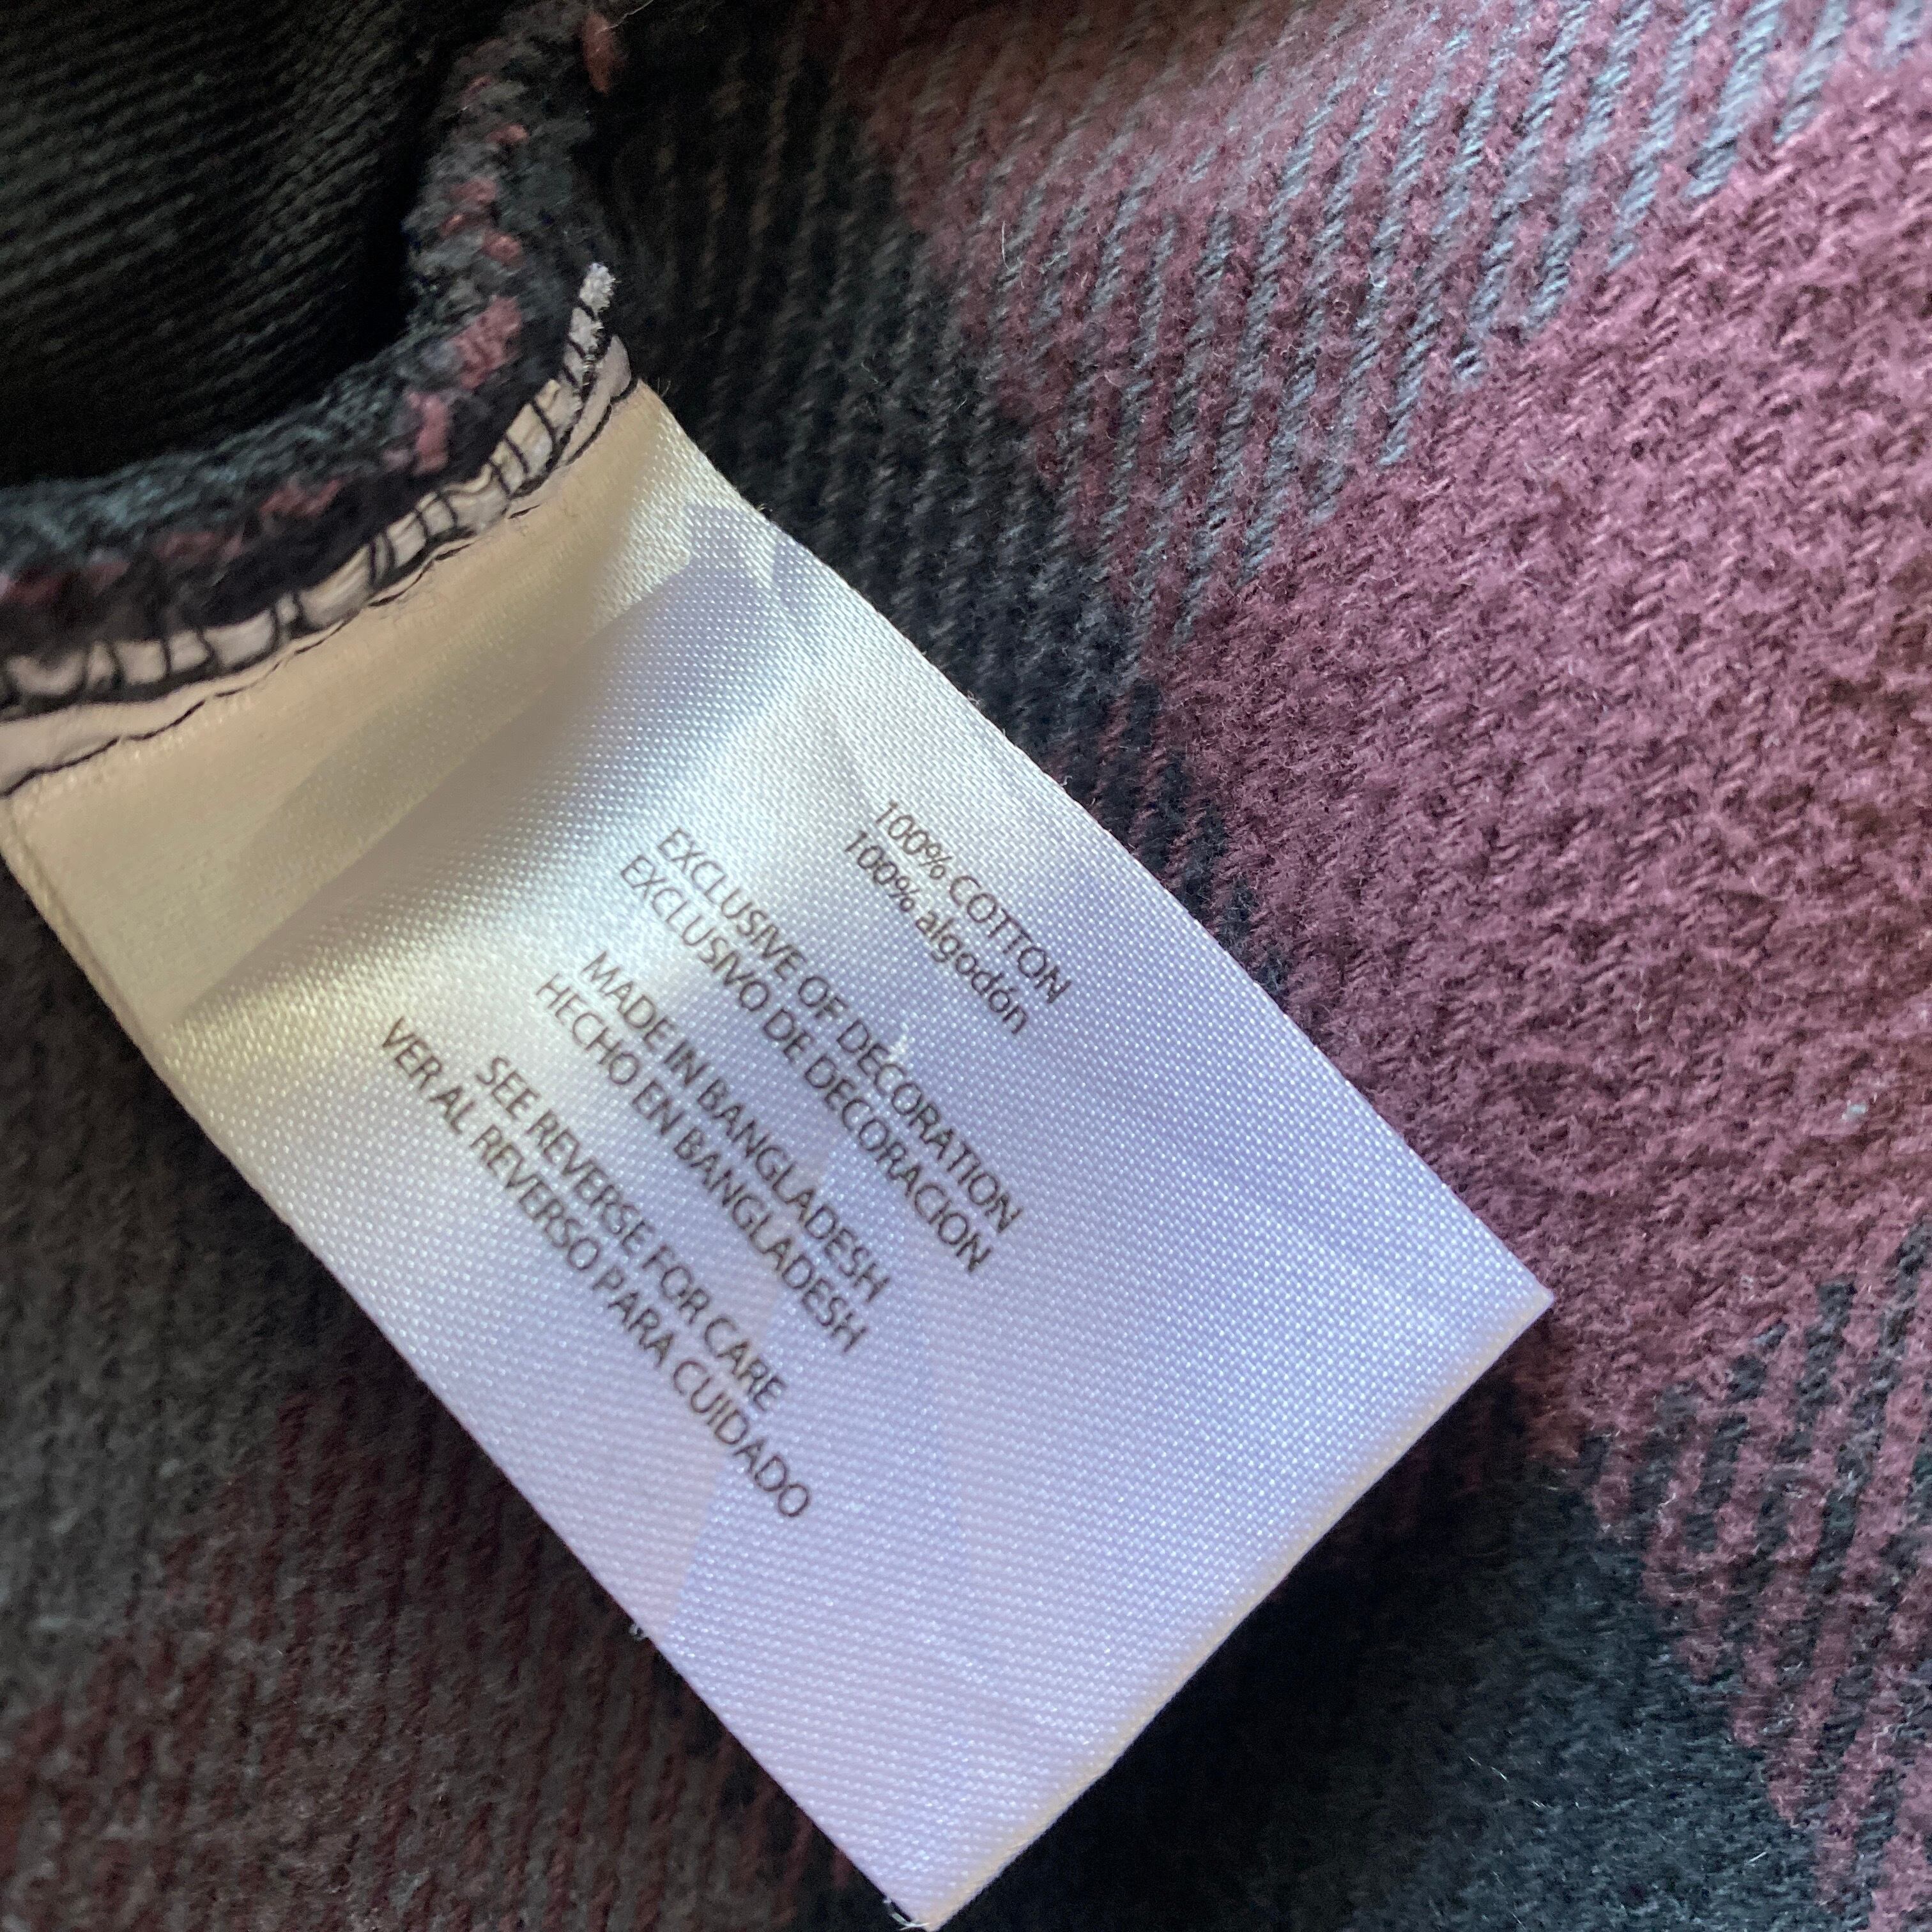 100% COTTON
100% algodón
EXCLUSIVE OF DECORATION
EXCLUSIVO DE DECORACION
MADE IN BANGLADESH
HECHO EN BANGLADESH
SEE REVERSE FOR CARE
VER AL REVERSO PARA CUIDADO